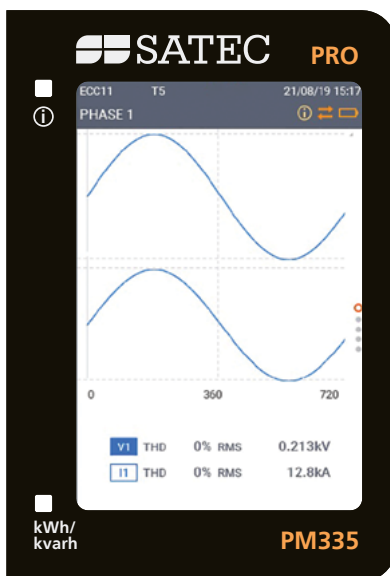 SATEC PRO
ECC11 T5 21/08/19 15:17
PHASE 1
0 360 720
V1 THD 0% RMS 0.213kV
I1 THD 0% RMS 12.8kA
kWh/
kvarh
PM335